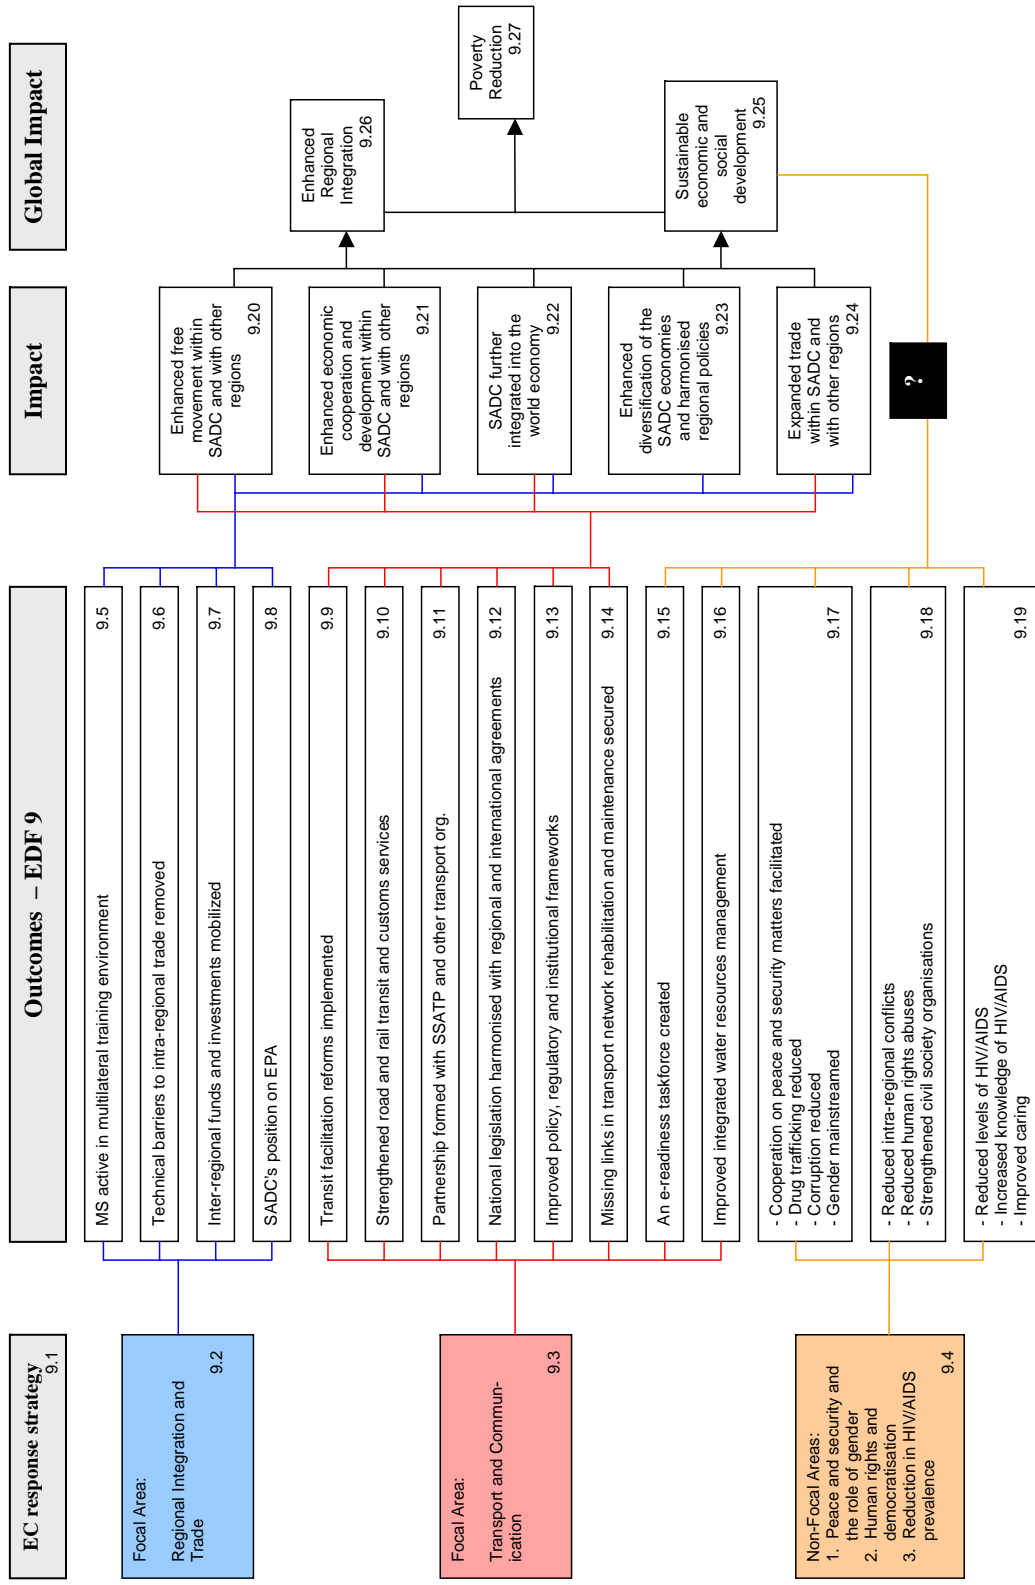 EC response strategy
9.1
Outcomes – EDF 9
Impact
Global Impact
Focal Area:
Regional Integration and
Trade
9.2
Focal Area:
Transport and Commun-
ication
9.3
Non-Focal Areas:
1. Peace and security and
the role of gender
2. Human rights and
democratisation
3. Reduction in HIV/AIDS
prevalence
9.4
MS active in multilateral training environment
9.5
Technical barriers to intra-regional trade removed
9.6
Inter-regional funds and investments mobilized
9.7
SADC's position on EPA
9.8
Transit facilitation reforms implemented
9.9
Strengthened road and rail transit and customs services
9.10
Partnership formed with SSATP and other transport org.
9.11
National legislation harmonised with regional and international agreements
9.12
Improved policy, regulatory and institutional frameworks
9.13
Missing links in transport network rehabilitation and maintenance secured
9.14
An e-readiness taskforce created
9.15
Improved integrated water resources management
9.16
- Cooperation on peace and security matters facilitated
- Drug trafficking reduced
- Corruption reduced
- Gender mainstreamed
9.17
- Reduced intra-regional conflicts
- Reduced human rights abuses
- Strengthened civil society organisations
9.18
- Reduced levels of HIV/AIDS
- Increased knowledge of HIV/AIDS
- Improved caring
9.19
Enhanced free
movement within
SADC and with other
regions
9.20
Enhanced economic
cooperation and
development within
SADC and with other
regions
9.21
SADC further
integrated into the
world economy
9.22
Enhanced
diversification of the
SADC economies
and harmonised
regional policies
9.23
Expanded trade
within SADC and
with other regions
9.24
?
Enhanced
Regional
Integration
9.26
Sustainable
economic and
social
development
9.25
Poverty
Reduction
9.27